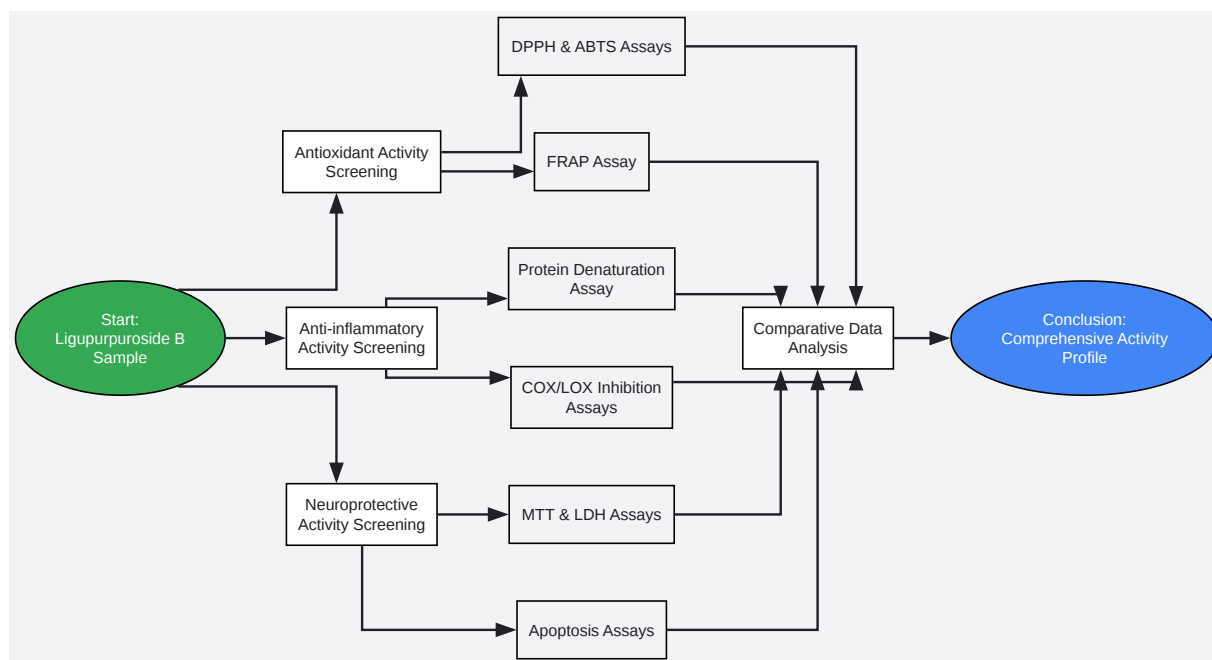 Start:
Ligupurpuroside B
Sample
Antioxidant Activity
Screening
Anti-inflammatory
Activity Screening
Neuroprotective
Activity Screening
DPPH & ABTS Assays
FRAP Assay
Protein Denaturation
Assay
COX/LOX Inhibition
Assays
MTT & LDH Assays
Apoptosis Assays
Comparative Data
Analysis
Conclusion:
Comprehensive Activity
Profile